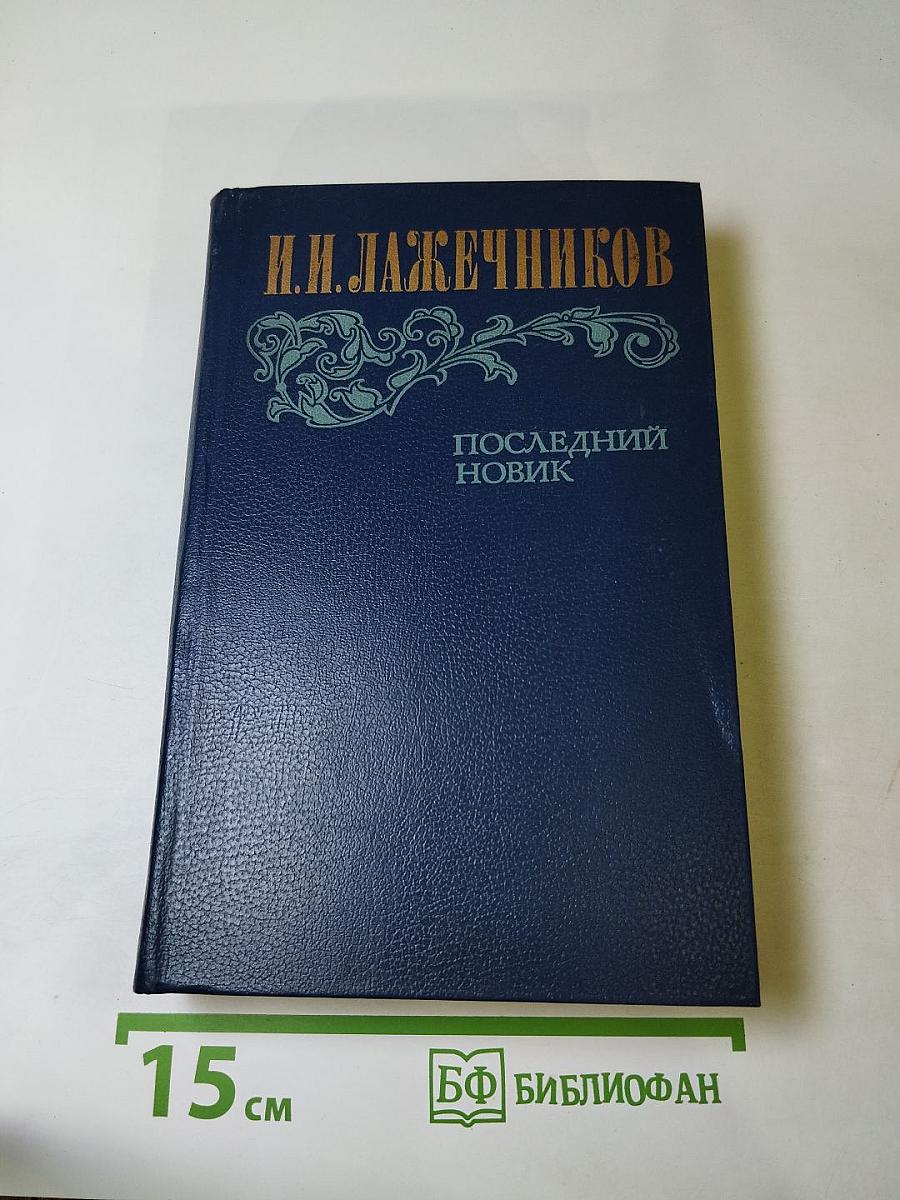 И.И.ЛАЖЕЧНИКОВ
ПОСЛЕДНИЙ
НОВИК
15 см
БФ БИБЛИОФАН